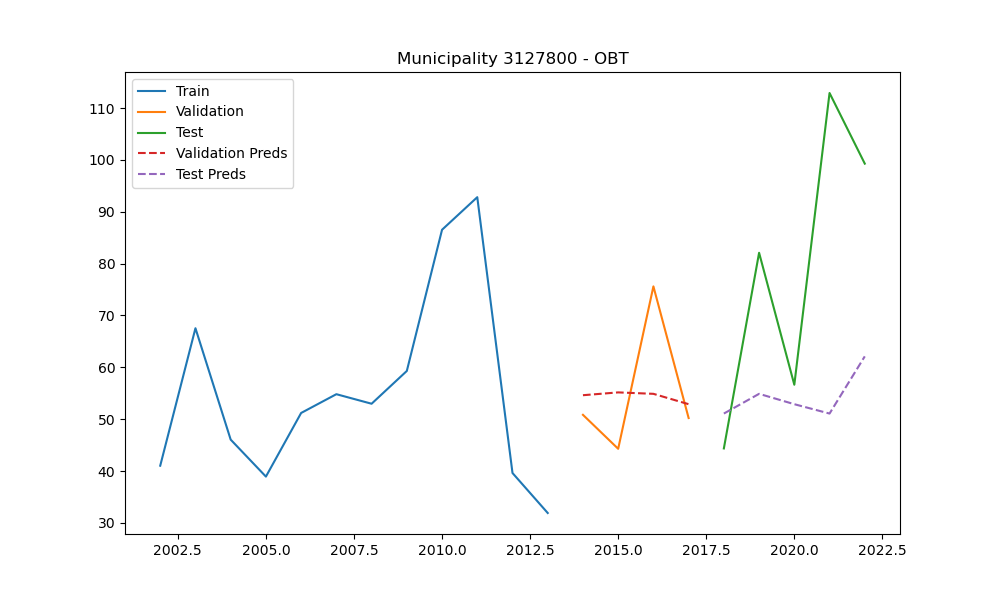 Municipality 3127800 - OBT
Train
Validation
Test
Validation Preds
Test Preds
110
100
90
80
70
60
50
40
30
2002.5 2005.0 2007.5 2010.0 2012.5 2015.0 2017.5 2020.0 2022.5